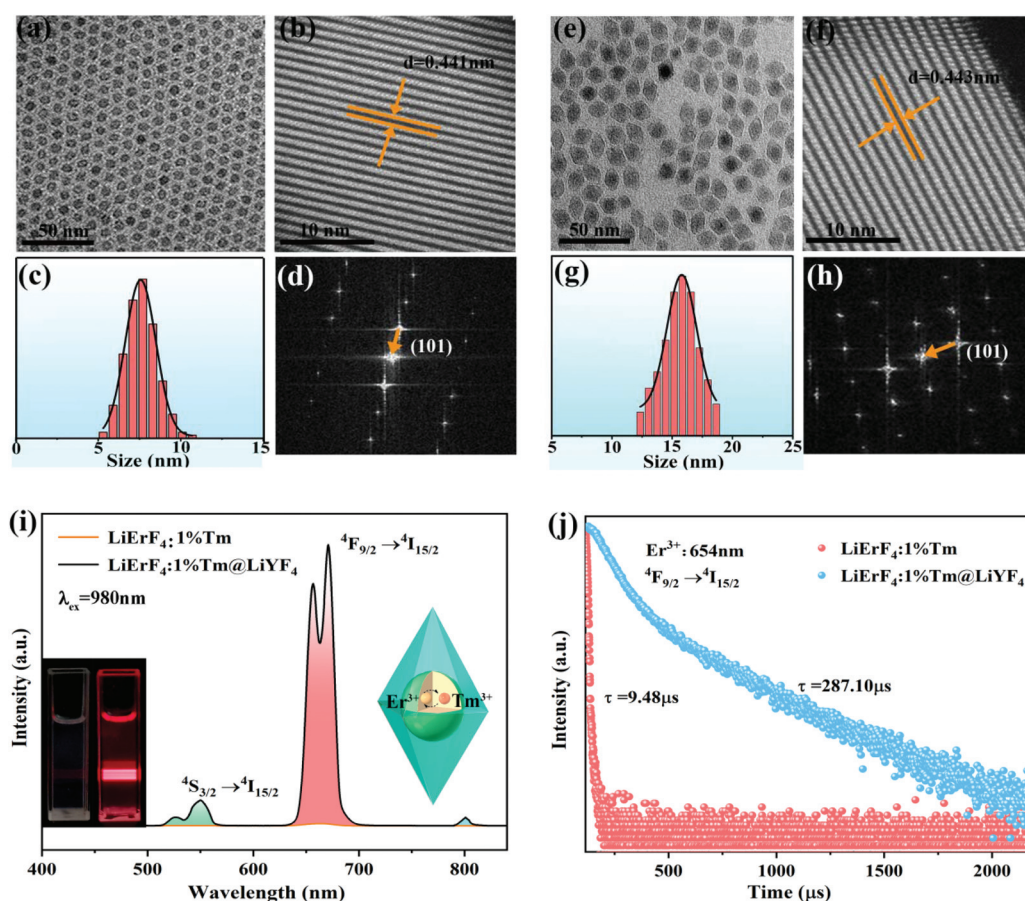 (a)
50 nm
(b)
d=0.441nm
10 nm
(e)
50 nm
(f)
d=0.443nm
10 nm
(c)
0 5 10 15
Size (nm)
(d)
(101)
(g)
5 10 15 20 25
Size (nm)
(h)
(101)
(i)
LiErF₄:1%Tm
LiErF₄:1%Tm@LiYF₄
λₑₓ=980nm
⁴F₉/₂→⁴I₁₅/₂
Er³⁺ Tm³⁺
⁴S₃/₂→⁴I₁₅/₂
Intensity (a.u.)
400 500 600 700 800
Wavelength (nm)
(j)
Er³⁺:654nm
⁴F₉/₂→⁴I₁₅/₂
LiErF₄:1%Tm
LiErF₄:1%Tm@LiYF₄
τ=9.48μs
τ=287.10μs
Intensity (a.u.)
500 1000 1500 2000
Time (μs)